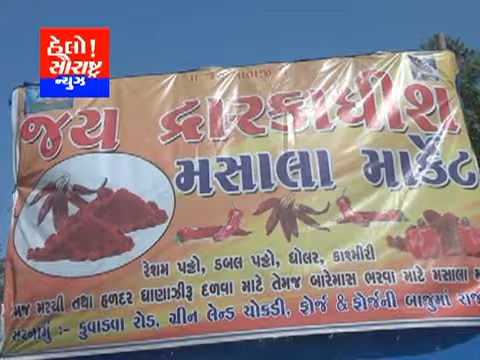 હેલો!
સૌરાષ્ટ્ર
ન્યુઝ
જય દ્વારકાધીશ
મસાલા માર્કેટ
રેશમ પટ્ટો, ડબલ પટ્ટો, ઘોલર, કાશ્મીરી
મરચી તથા હળદર ધાણાજીરૂ દળવા માટે તેમજ બારેમાસ ભરવા માટે મસાલા
સરનામું :- કુવાડવા રોડ, ગ્રીન લેન્ડ ચોકડી, ફોર્જ & ફોર્જની બાજુમાં